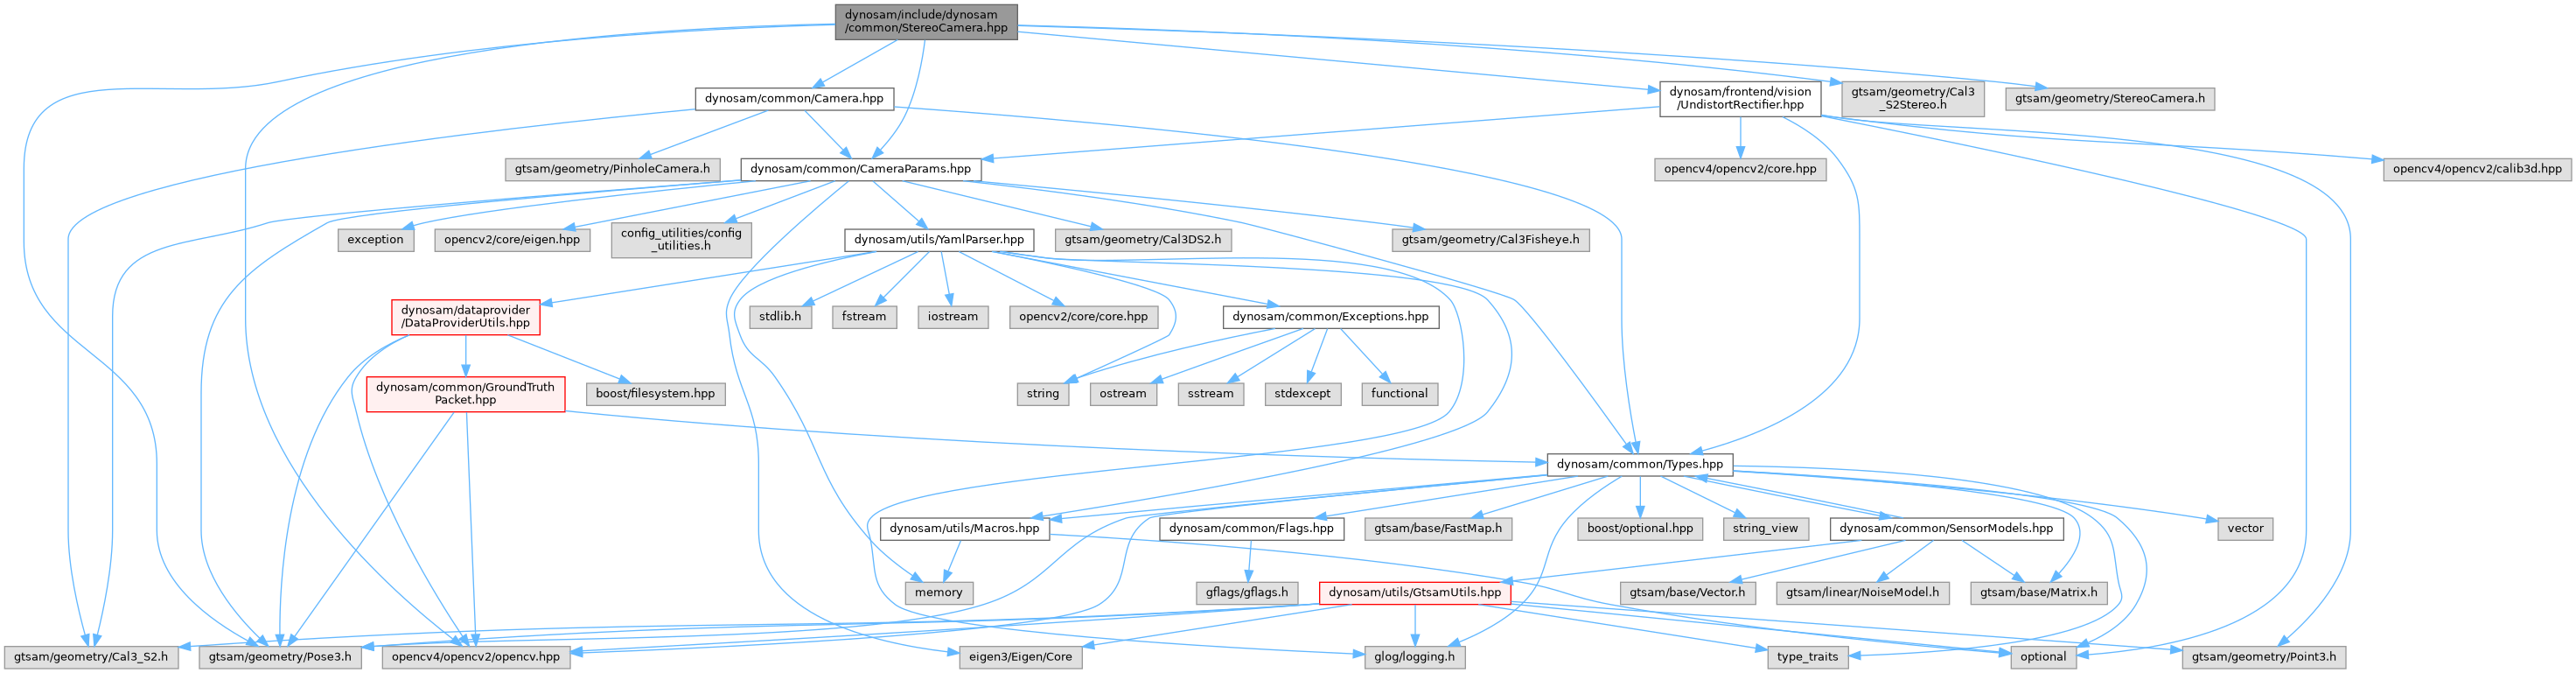 dynosam/include/dynosam
/common/StereoCamera.hpp
dynosam/common/Camera.hpp
dynosam/frontend/vision
/UndistortRectifier.hpp
gtsam/geometry/Cal3
_S2Stereo.h
gtsam/geometry/StereoCamera.h
gtsam/geometry/PinholeCamera.h
dynosam/common/CameraParams.hpp
opencv4/opencv2/core.hpp
opencv4/opencv2/calib3d.hpp
exception
opencv2/core/eigen.hpp
config_utilities/config
_utilities.h
dynosam/utils/YamlParser.hpp
gtsam/geometry/Cal3DS2.h
gtsam/geometry/Cal3Fisheye.h
dynosam/dataprovider
/DataProviderUtils.hpp
stdlib.h
fstream
iostream
opencv2/core/core.hpp
dynosam/common/Exceptions.hpp
dynosam/common/GroundTruth
Packet.hpp
boost/filesystem.hpp
string
ostream
sstream
stdexcept
functional
dynosam/common/Types.hpp
dynosam/utils/Macros.hpp
dynosam/common/Flags.hpp
gtsam/base/FastMap.h
boost/optional.hpp
string_view
dynosam/common/SensorModels.hpp
vector
memory
gflags/gflags.h
dynosam/utils/GtsamUtils.hpp
gtsam/base/Vector.h
gtsam/linear/NoiseModel.h
gtsam/base/Matrix.h
gtsam/geometry/Cal3_S2.h
gtsam/geometry/Pose3.h
opencv4/opencv2/opencv.hpp
eigen3/Eigen/Core
glog/logging.h
type_traits
optional
gtsam/geometry/Point3.h